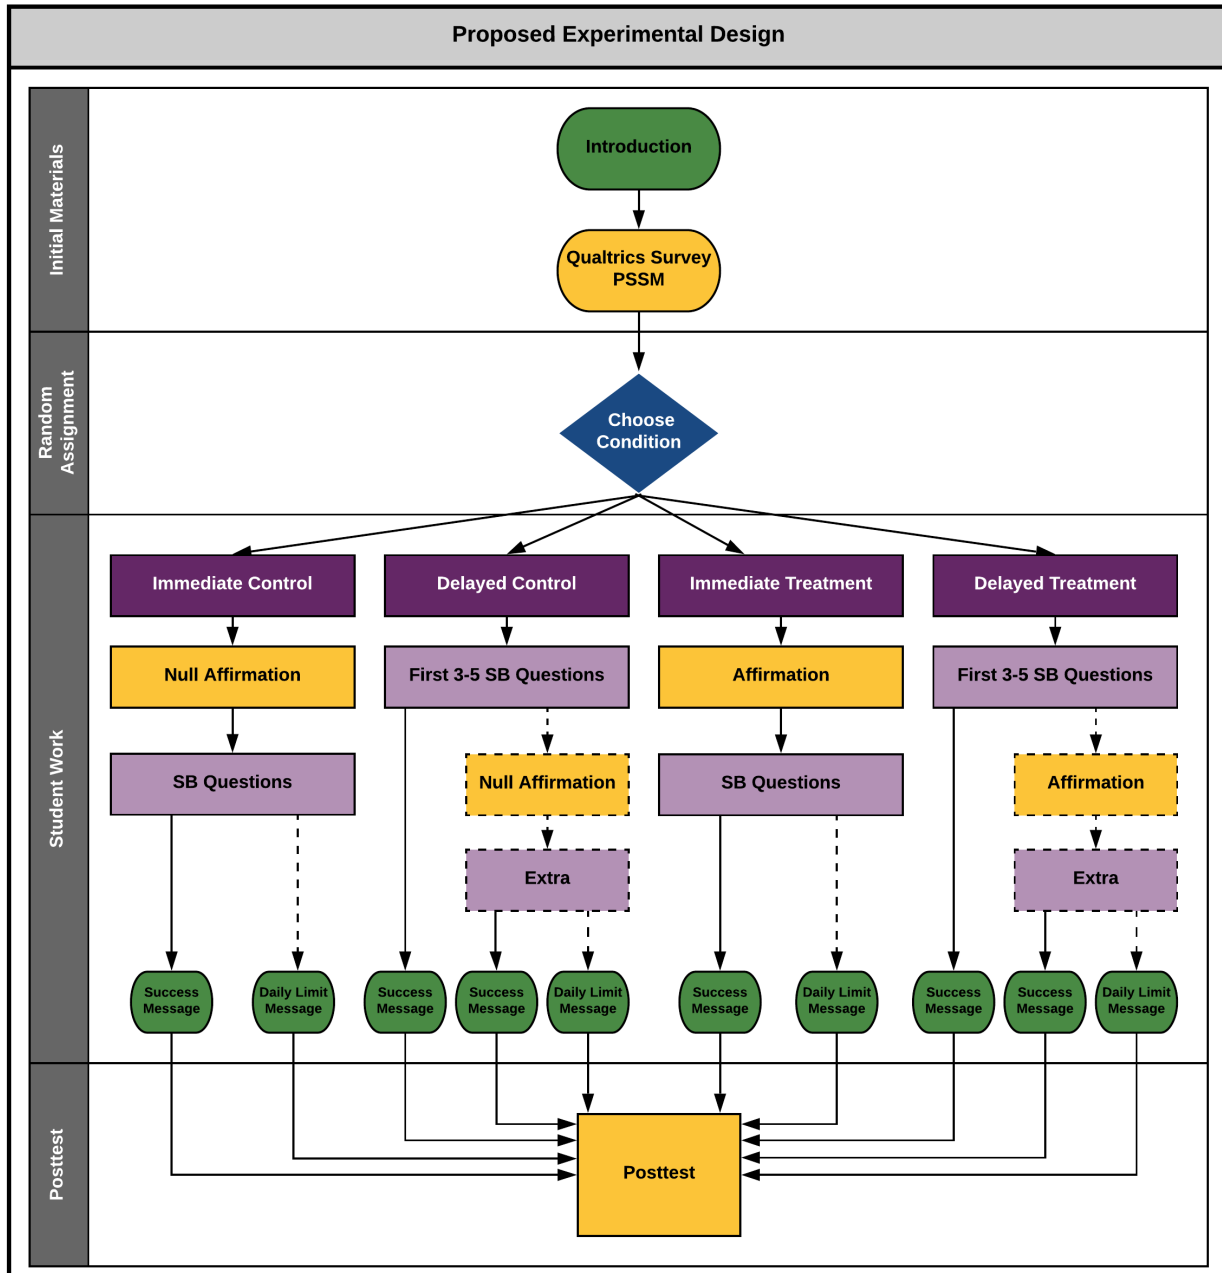 Proposed Experimental Design
Initial Materials
Introduction
Qualtrics Survey
PSSM
Random
Assignment
Choose
Condition
Student Work
Immediate Control
Delayed Control
Immediate Treatment
Delayed Treatment
Null Affirmation
First 3-5 SB Questions
Affirmation
First 3-5 SB Questions
SB Questions
Null Affirmation
SB Questions
Affirmation
Extra
Extra
Success
Message
Daily Limit
Message
Success
Message
Success
Message
Daily Limit
Message
Success
Message
Daily Limit
Message
Success
Message
Success
Message
Daily Limit
Message
Posttest
Posttest